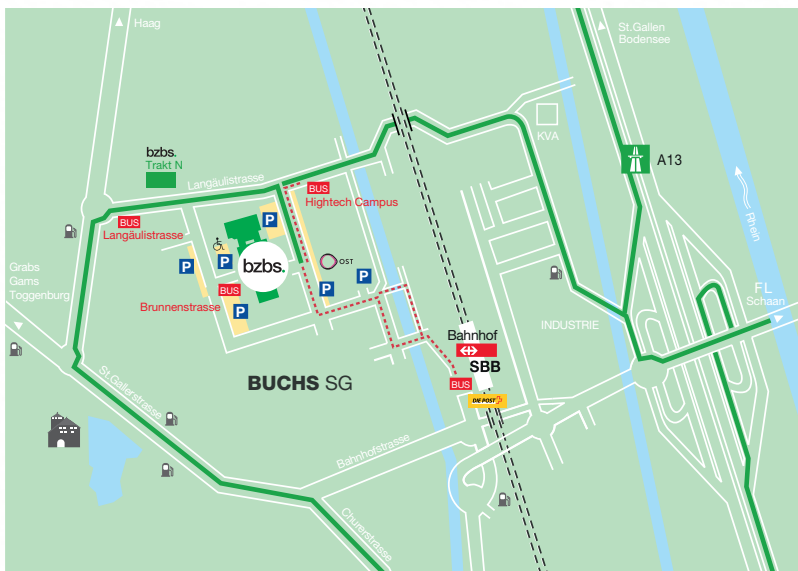 Haag
St.Gallen
Bodensee
KVA
bzbs.
Trakt N
A13
Langäulistrasse
BUS
Hightech Campus
Rhein
BUS
Langäulistrasse
P
bzbs.
OST
P
P
P
P
Grabs
Gams
Toggenburg
BUS
Brunnenstrasse
P
FL
Schaan
INDUSTRIE
Bahnhof
SBB
BUS
DIE POST
BUCHS SG
St.Gallerstrasse
Bahnhofstrasse
Churerstrasse